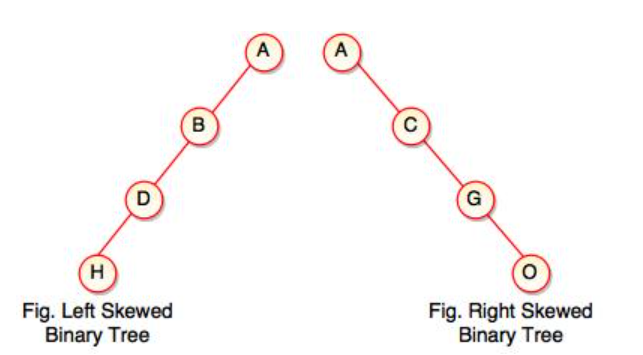 A
A
B
C
D
G
H
O
Fig. Left Skewed
Binary Tree
Fig. Right Skewed
Binary Tree